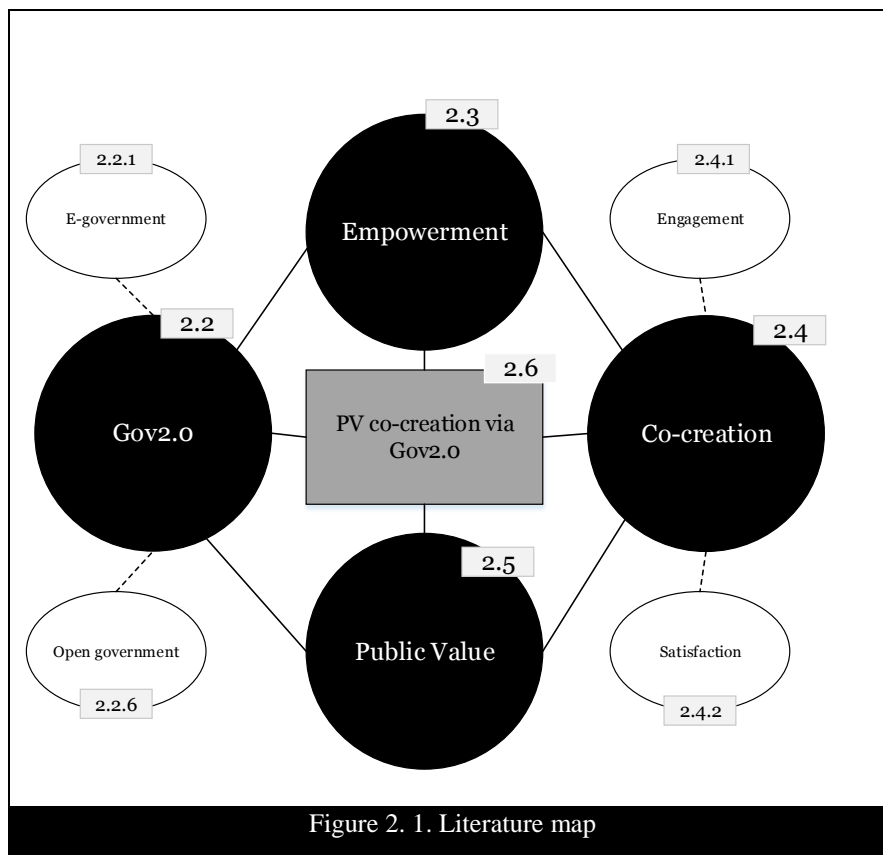 2.3
2.2.1
2.4.1
E-government
Empowerment
Engagement
2.2
2.4
2.6
Gov2.0
PV co-creation via
Gov2.0
Co-creation
2.5
Open government
Public Value
Satisfaction
2.2.6
2.4.2
Figure 2. 1. Literature map